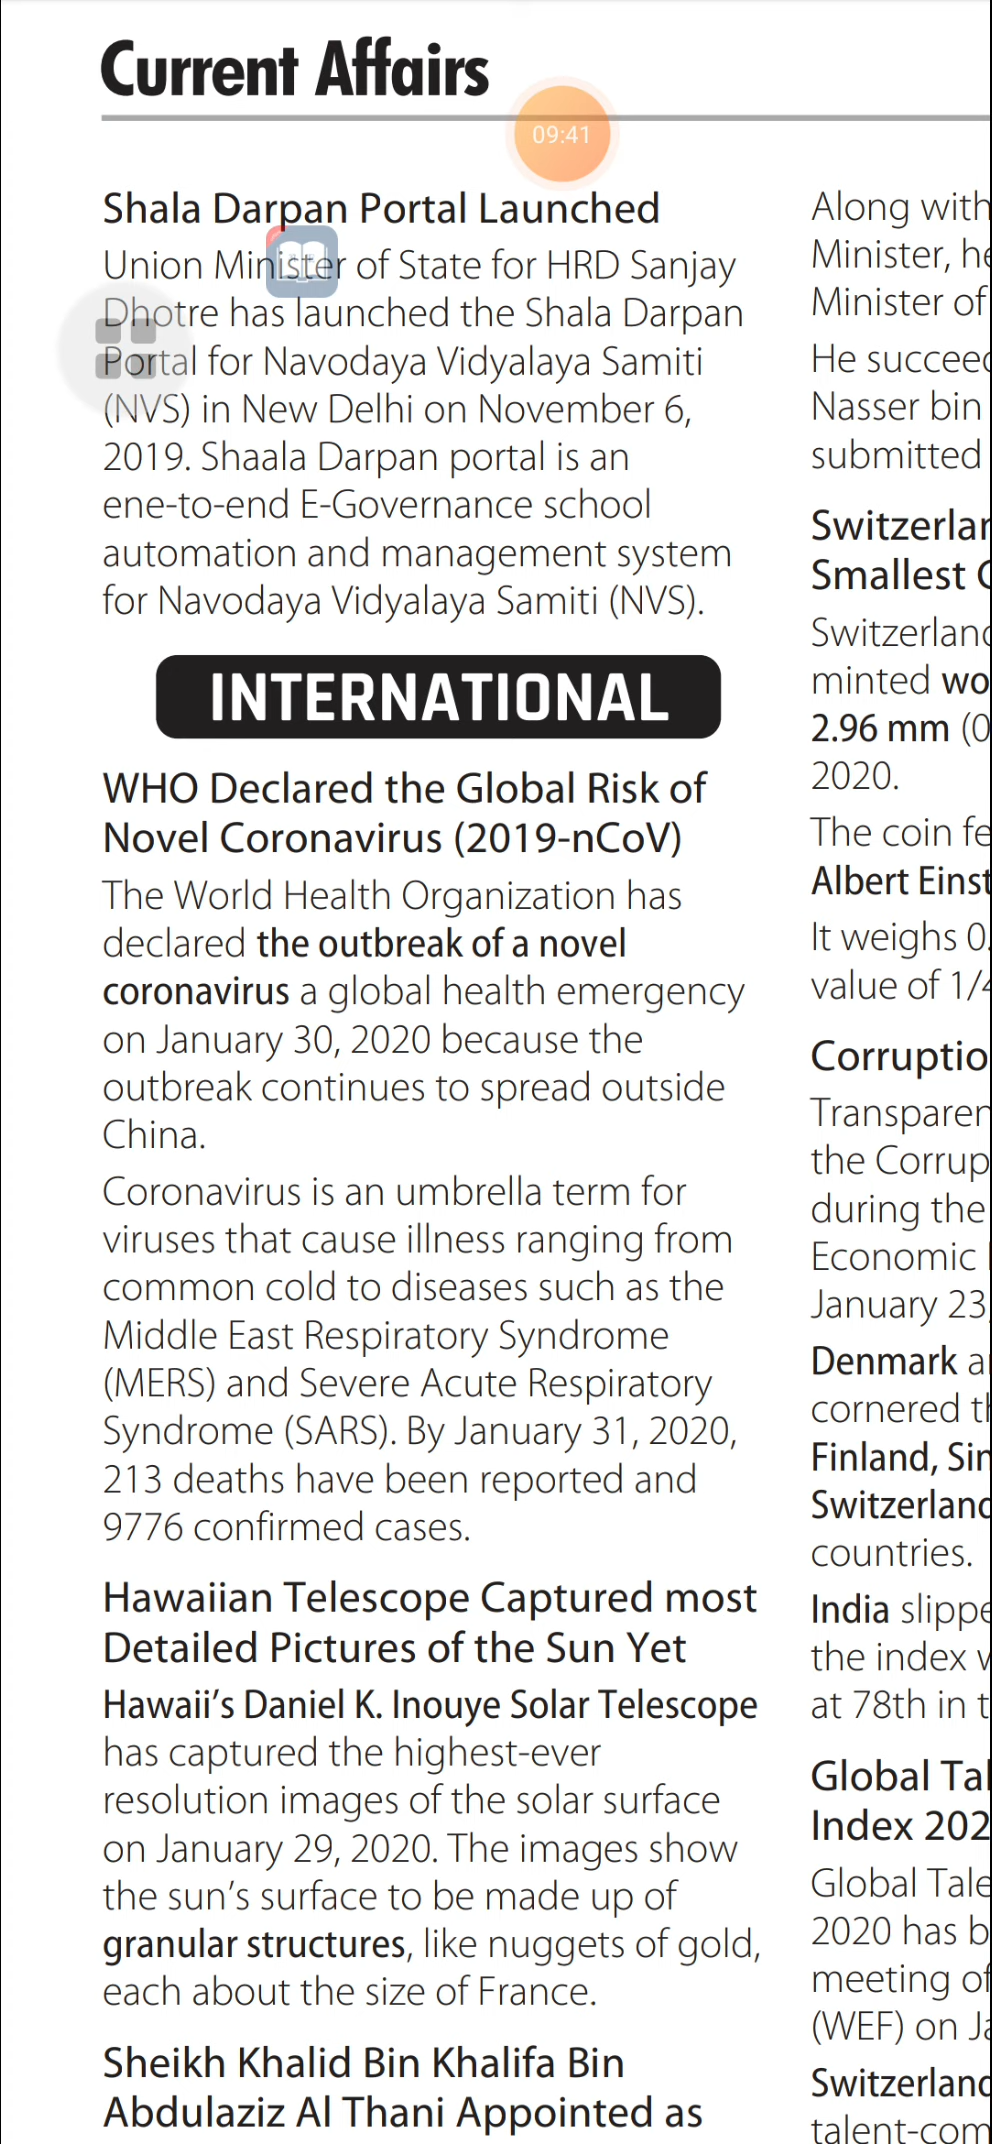 Current Affairs
09:41
Shala Darpan Portal Launched
Union Minister of State for HRD Sanjay
Dhotre has launched the Shala Darpan
Portal for Navodaya Vidyalaya Samiti
(NVS) in New Delhi on November 6,
2019. Shaala Darpan portal is an
ene-to-end E-Governance school
automation and management system
for Navodaya Vidyalaya Samiti (NVS).
INTERNATIONAL
WHO Declared the Global Risk of
Novel Coronavirus (2019-nCoV)
The World Health Organization has
declared the outbreak of a novel
coronavirus a global health emergency
on January 30, 2020 because the
outbreak continues to spread outside
China.
Coronavirus is an umbrella term for
viruses that cause illness ranging from
common cold to diseases such as the
Middle East Respiratory Syndrome
(MERS) and Severe Acute Respiratory
Syndrome (SARS). By January 31, 2020,
213 deaths have been reported and
9776 confirmed cases.
Hawaiian Telescope Captured most
Detailed Pictures of the Sun Yet
Hawaii's Daniel K. Inouye Solar Telescope
has captured the highest-ever
resolution images of the solar surface
on January 29, 2020. The images show
the sun's surface to be made up of
granular structures, like nuggets of gold,
each about the size of France.
Sheikh Khalid Bin Khalifa Bin
Abdulaziz Al Thani Appointed as
Along with
Minister, he
Minister of
He succeed
Nasser bin
submitted
Switzerlan
Smallest
Switzerland
minted wo
2.96 mm (0
2020.
The coin fe
Albert Einst
It weighs 0.
value of 1/4
Corruptio
Transparen
the Corrup
during the
Economic
January 23,
Denmark a
cornered th
Finland, Sin
Switzerland
countries.
India slippe
the index w
at 78th in t
Global Tal
Index 202
Global Tale
2020 has b
meeting of
(WEF) on Ja
Switzerland
talent-com